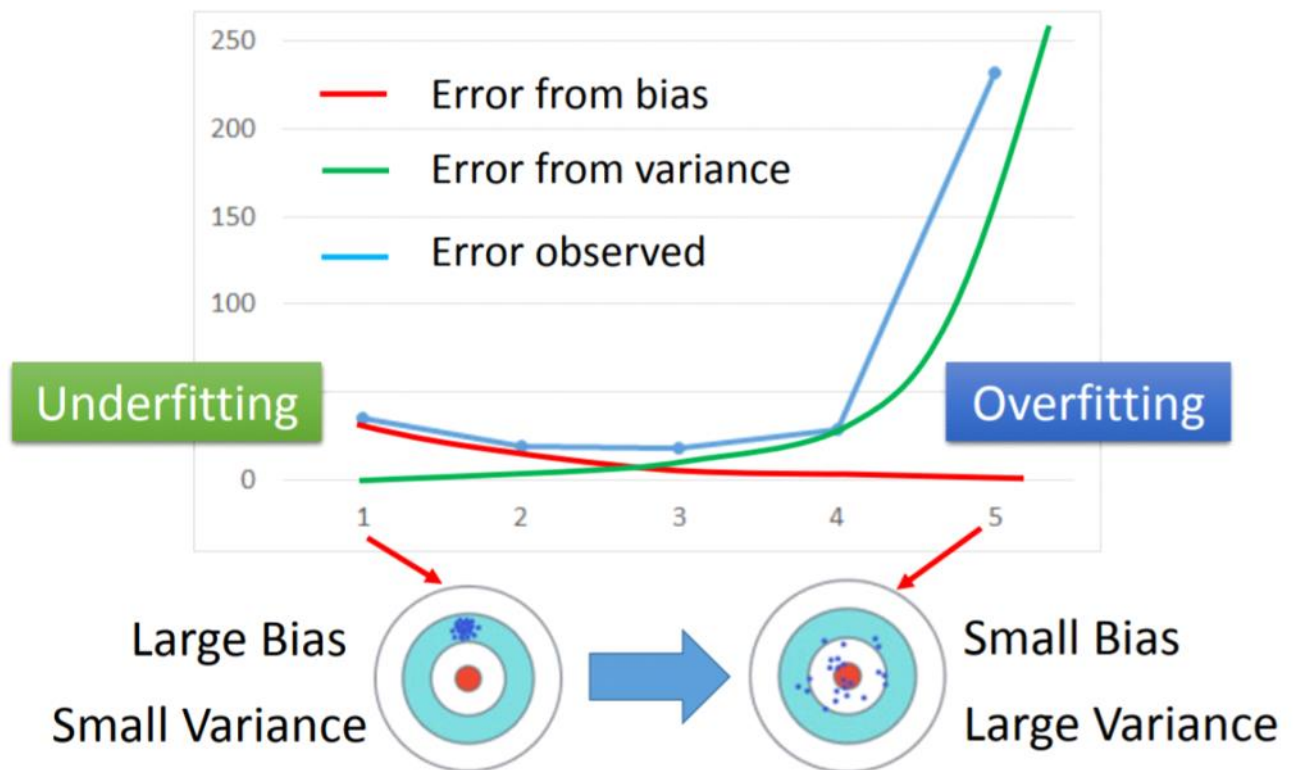 250
200
150
100
0
Error from bias
Error from variance
Error observed
Underfitting
Overfitting
1 2 3 4 5
Large Bias
Small Variance
Small Bias
Large Variance